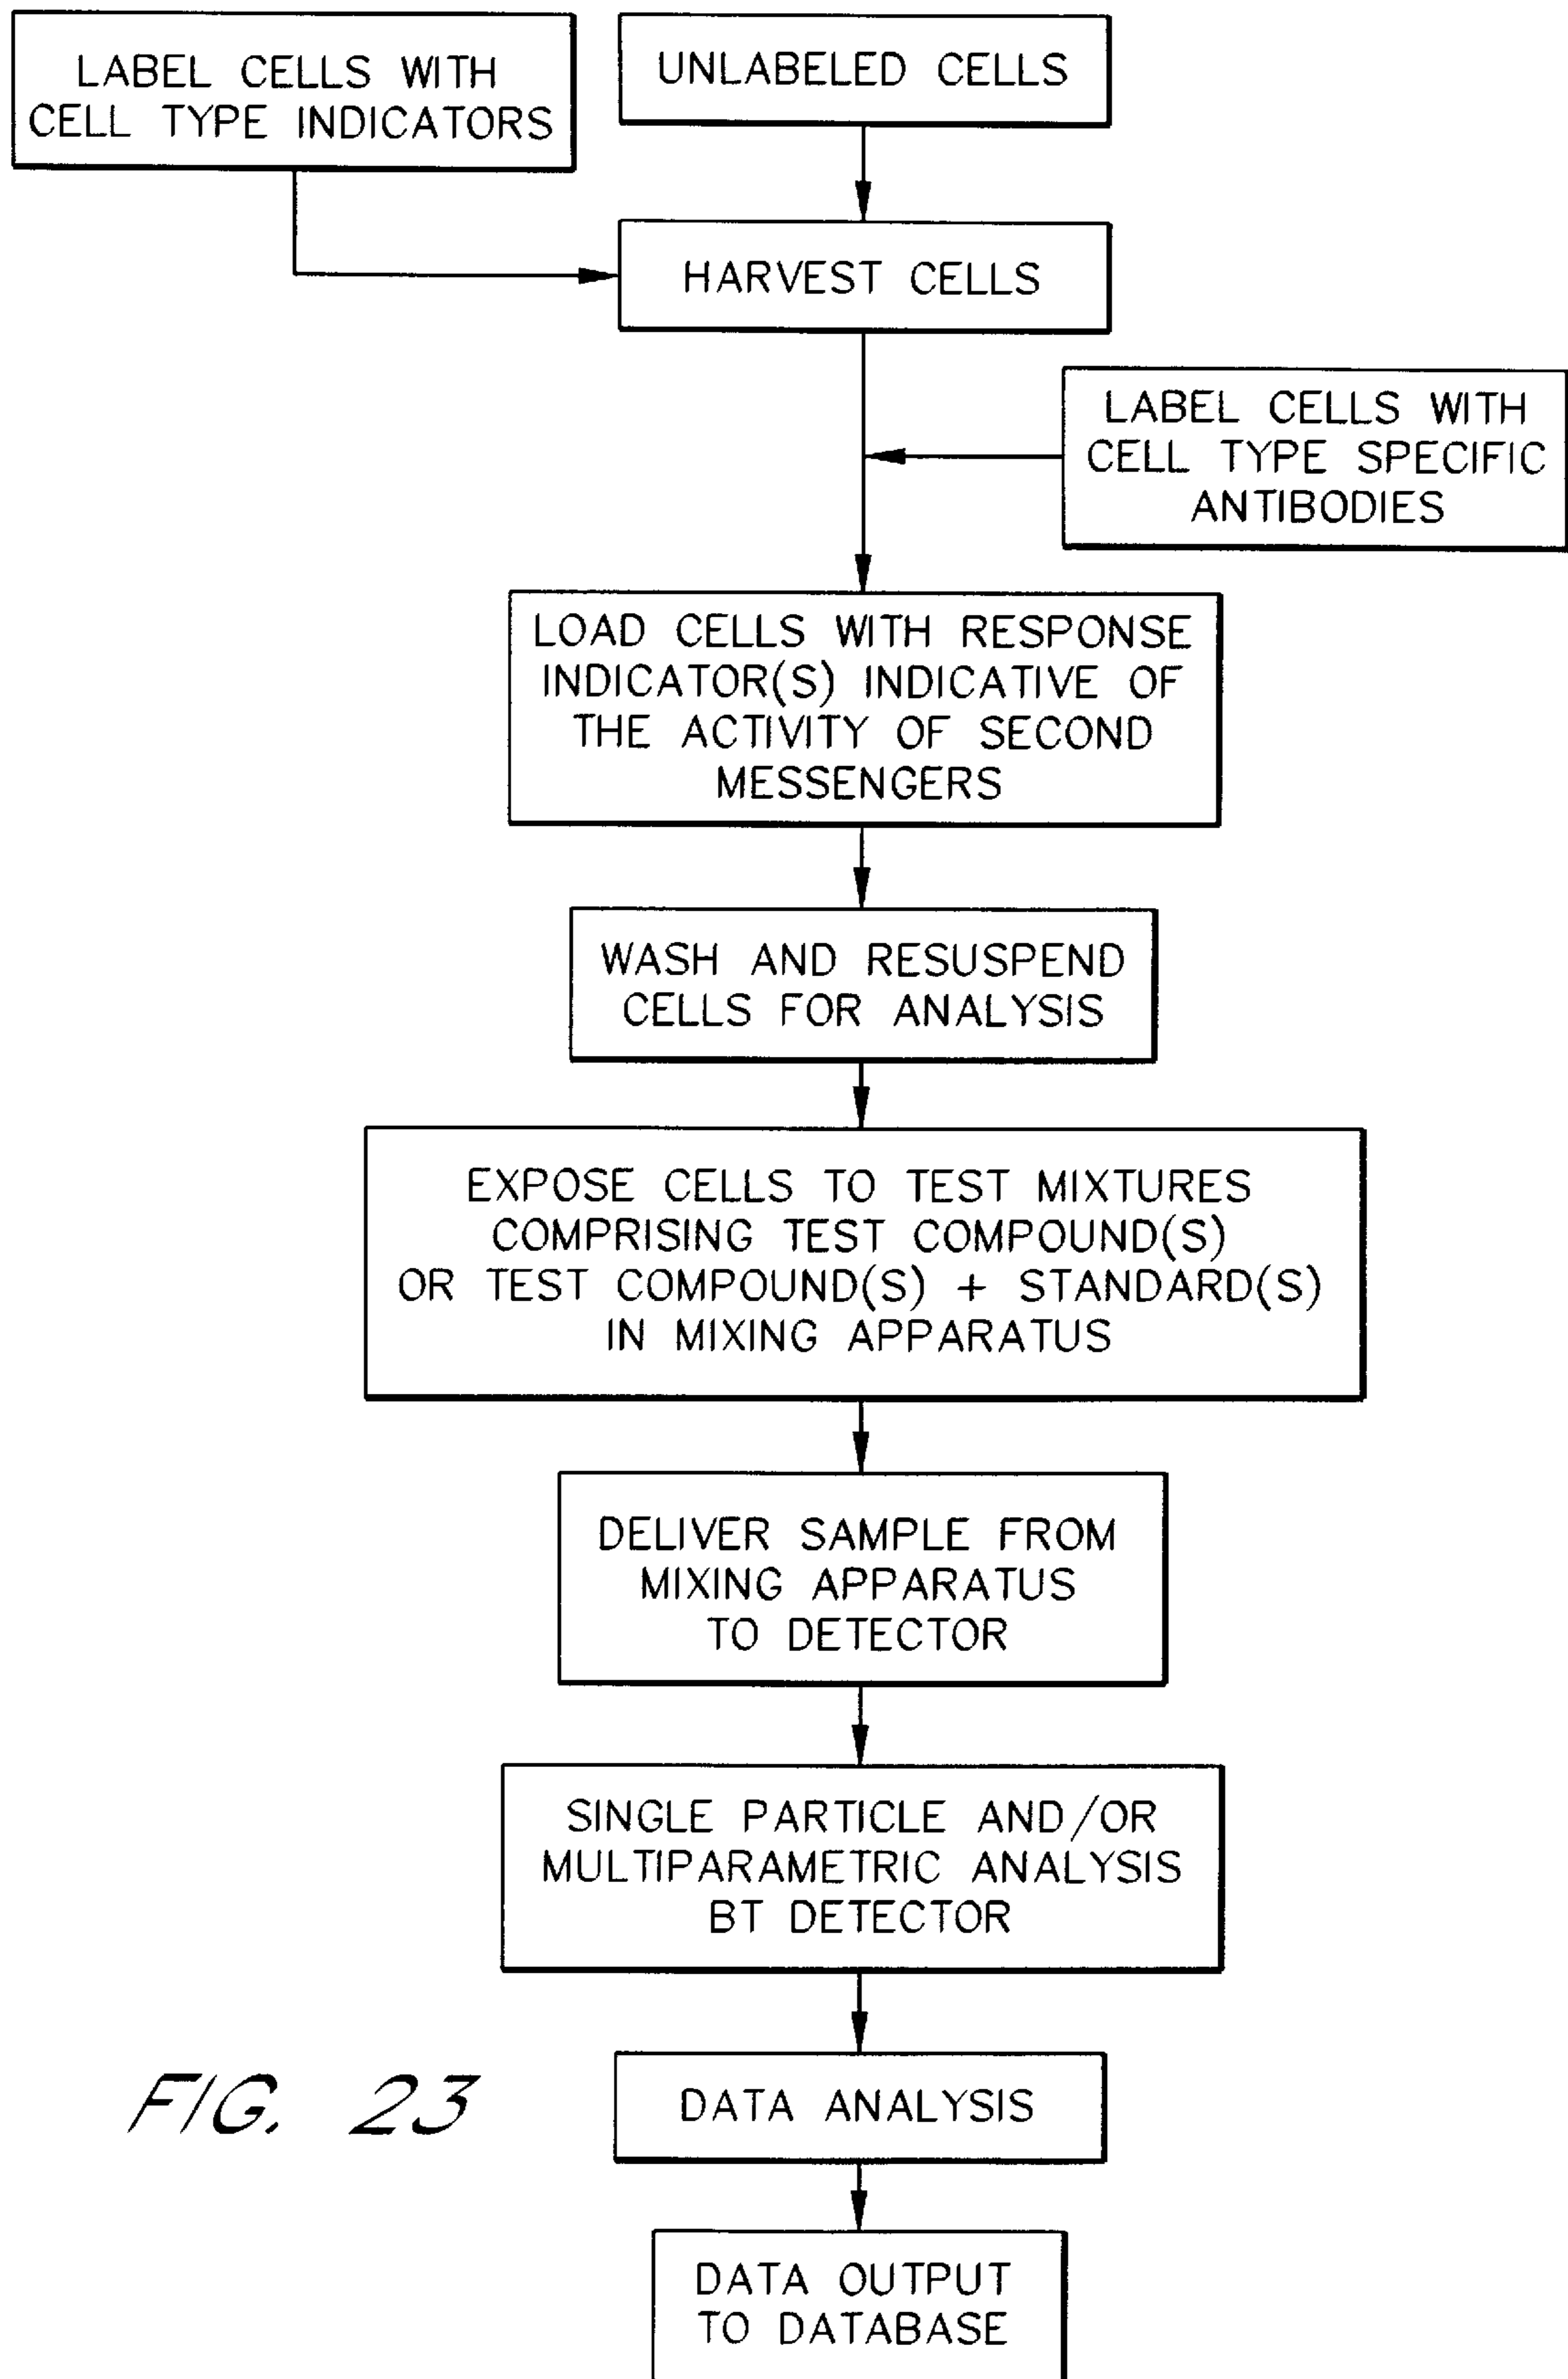 LABEL CELLS WITH
CELL TYPE INDICATORS
UNLABELED CELLS
HARVEST CELLS
LABEL CELLS WITH
CELL TYPE SPECIFIC
ANTIBODIES
LOAD CELLS WITH RESPONSE
INDICATOR(S) INDICATIVE OF
THE ACTIVITY OF SECOND
MESSENGERS
WASH AND RESUSPEND
CELLS FOR ANALYSIS
EXPOSE CELLS TO TEST MIXTURES
COMPRISING TEST COMPOUND(S)
OR TEST COMPOUND(S) + STANDARD(S)
IN MIXING APPARATUS
DELIVER SAMPLE FROM
MIXING APPARATUS
TO DETECTOR
SINGLE PARTICLE AND/OR
MULTIPARAMETRIC ANALYSIS
BT DETECTOR
DATA ANALYSIS
FIG. 23
DATA OUTPUT
TO DATABASE